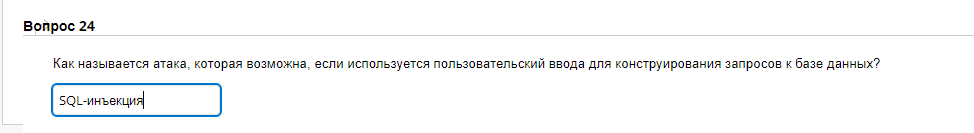 Вопрос 24
Как называется атака, которая возможна, если используется пользовательский ввода для конструирования запросов к базе данных?
SQL-инъекция